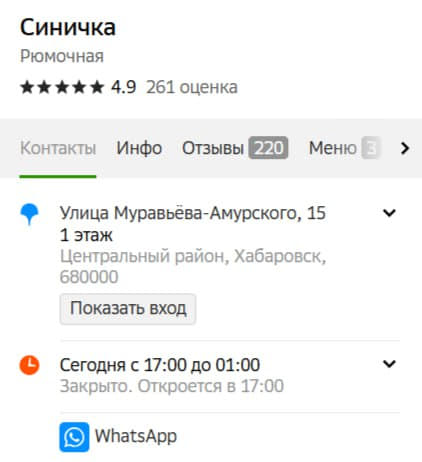 Синичка
Рюмочная
4.9 261 оценка
Контакты Инфо Отзывы 220 Меню 3
Улица Муравьёва-Амурского, 15
1 этаж
Центральный район, Хабаровск,
680000
Показать вход
Сегодня с 17:00 до 01:00
Закрыто. Откроется в 17:00
WhatsApp